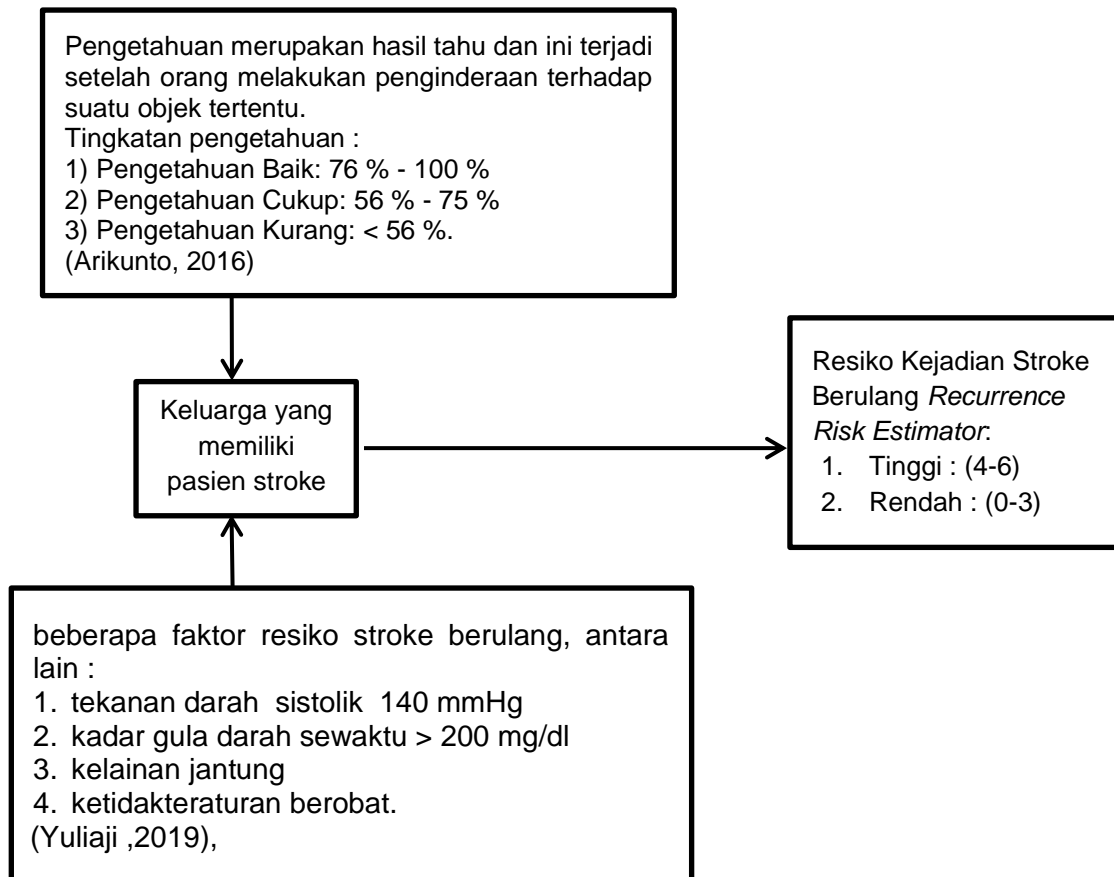 Pengetahuan merupakan hasil tahu dan ini terjadi
setelah orang melakukan penginderaan terhadap
suatu objek tertentu.
Tingkatan pengetahuan :
1) Pengetahuan Baik: 76 % - 100 %
2) Pengetahuan Cukup: 56 % - 75 %
3) Pengetahuan Kurang: < 56 %.
(Arikunto, 2016)
Keluarga yang
memiliki
pasien stroke
Resiko Kejadian Stroke
Berulang Recurrence
Risk Estimator:
1. Tinggi : (4-6)
2. Rendah : (0-3)
beberapa faktor resiko stroke berulang, antara
lain :
1. tekanan darah sistolik 140 mmHg
2. kadar gula darah sewaktu > 200 mg/dl
3. kelainan jantung
4. ketidakteraturan berobat.
(Yuliaji ,2019),